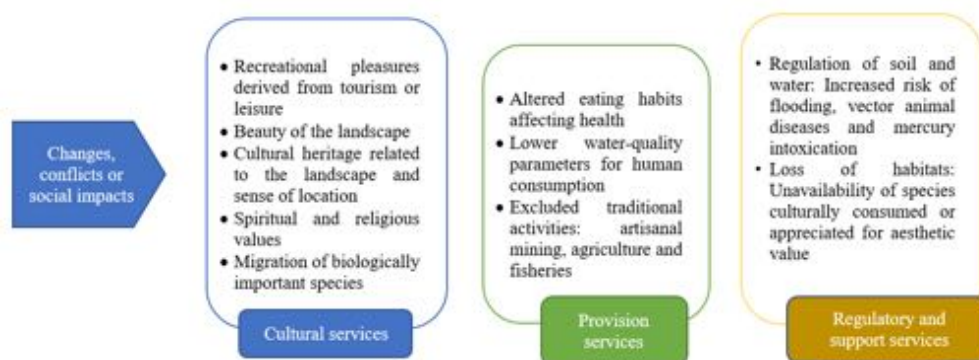 Changes,
conflicts or
social impacts
• Recreational pleasures
derived from tourism or
leisure
• Beauty of the landscape
• Cultural heritage related
to the landscape and
sense of location
• Spiritual and religious
values
• Migration of biologically
important species
Cultural services
• Altered eating habits
affecting health
• Lower water-quality
parameters for human
consumption
• Excluded traditional
activities: artisanal
mining, agriculture and
fisheries
Provision
services
• Regulation of soil and
water: Increased risk of
flooding, vector animal
diseases and mercury
intoxication
• Loss of habitats:
Unavailability of species
culturally consumed or
appreciated for aesthetic
value
Regulatory and
support services